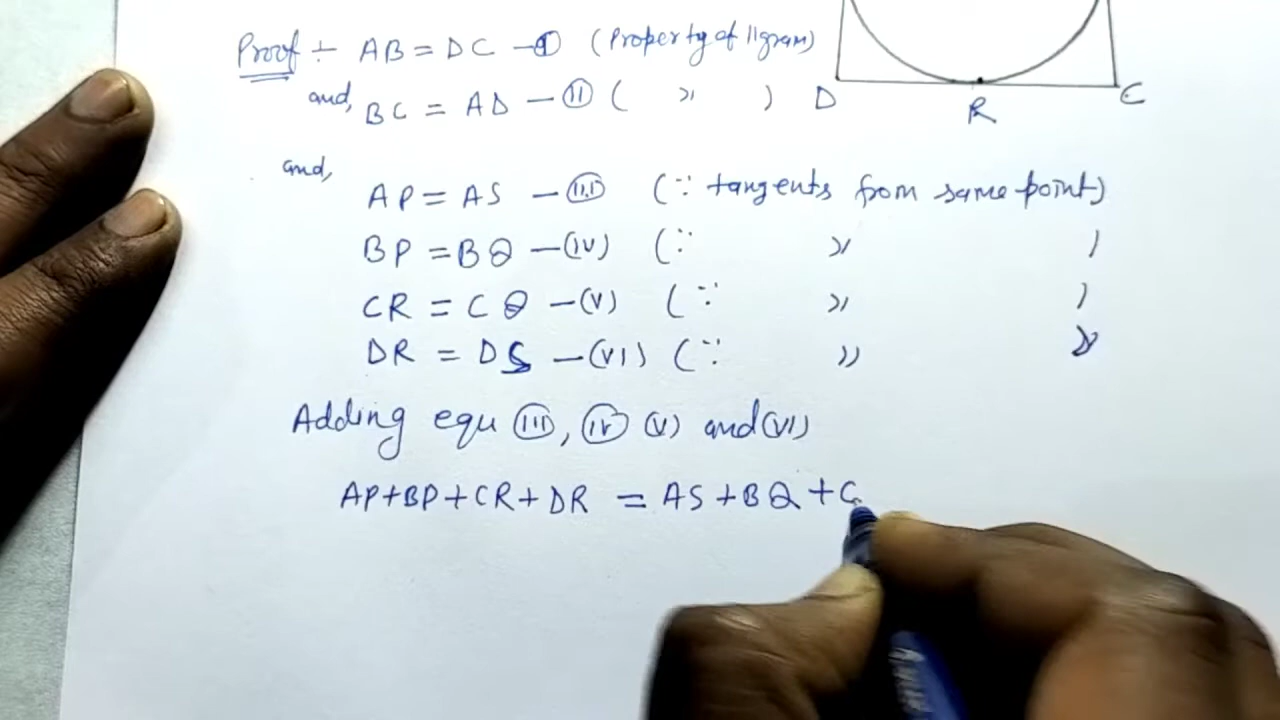 Proof ÷ AB = DC — (I) (Property of ||gram)
and, BC = AD — (II) ( " )
D R C
and,
AP = AS — (III) (∵ tangents from same point)
BP = BQ — (IV) (∵ " )
CR = CQ — (V) (∵ " )
DR = DS — (VI) (∵ " )
Adding equ (III), (IV) (V) and (VI)
AP+BP+CR+DR = AS+BQ+C